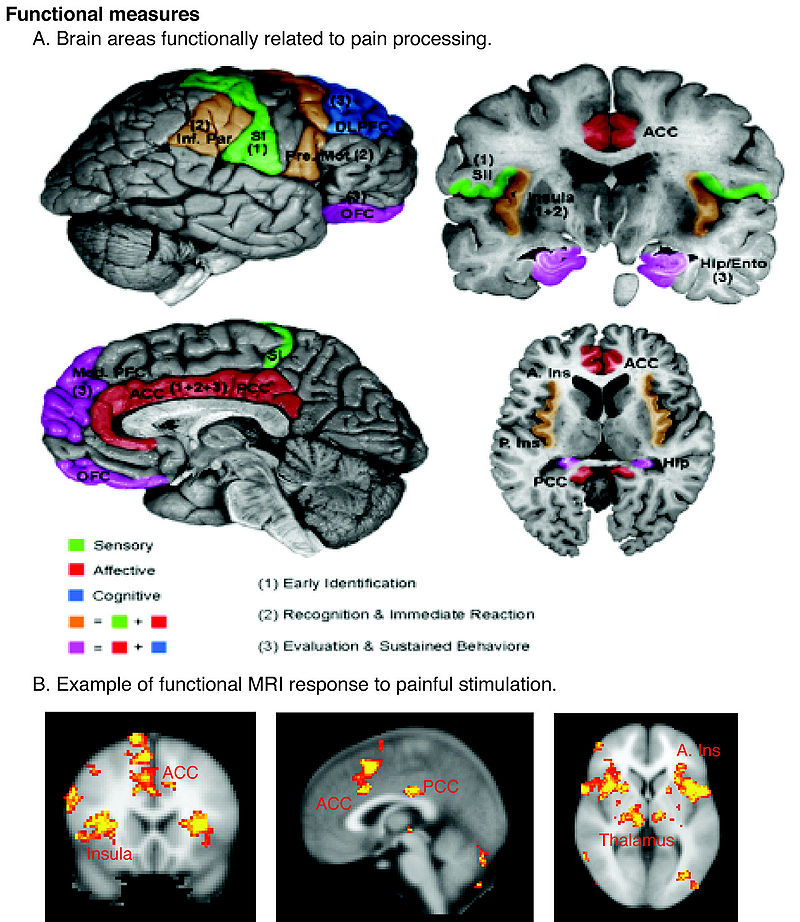 Functional measures
A. Brain areas functionally related to pain processing.
(2)
Inf. Par.
SI
(1)
(3)
DLPFC
Pre. Mot (2)
(3)
OFC
ACC
(1)
SII
Insula
(1+2)
Hip/Ento
(3)
Med. PFC
(3)
ACC (1+2+3) PCC
SI
OFC
ACC
A. Ins
P. Ins
Hip
PCC
Sensory
Affective
Cognitive
= +
= +
(1) Early Identification
(2) Recognition & Immediate Reaction
(3) Evaluation & Sustained Behaviore
B. Example of functional MRI response to painful stimulation.
ACC
Insula
ACC
PCC
A. Ins
Thalamus